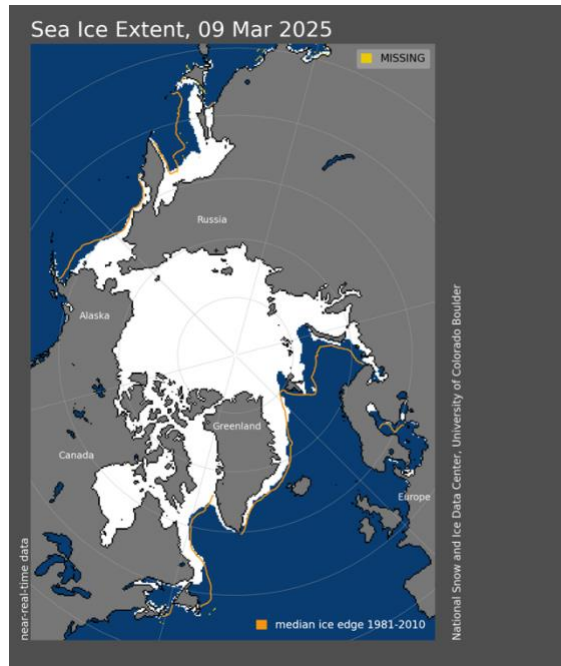 Sea Ice Extent, 09 Mar 2025
MISSING
Russia
Alaska
Greenland
Canada
Europe
near-real-time data
median ice edge 1981-2010
National Snow and Ice Data Center, University of Colorado Boulder